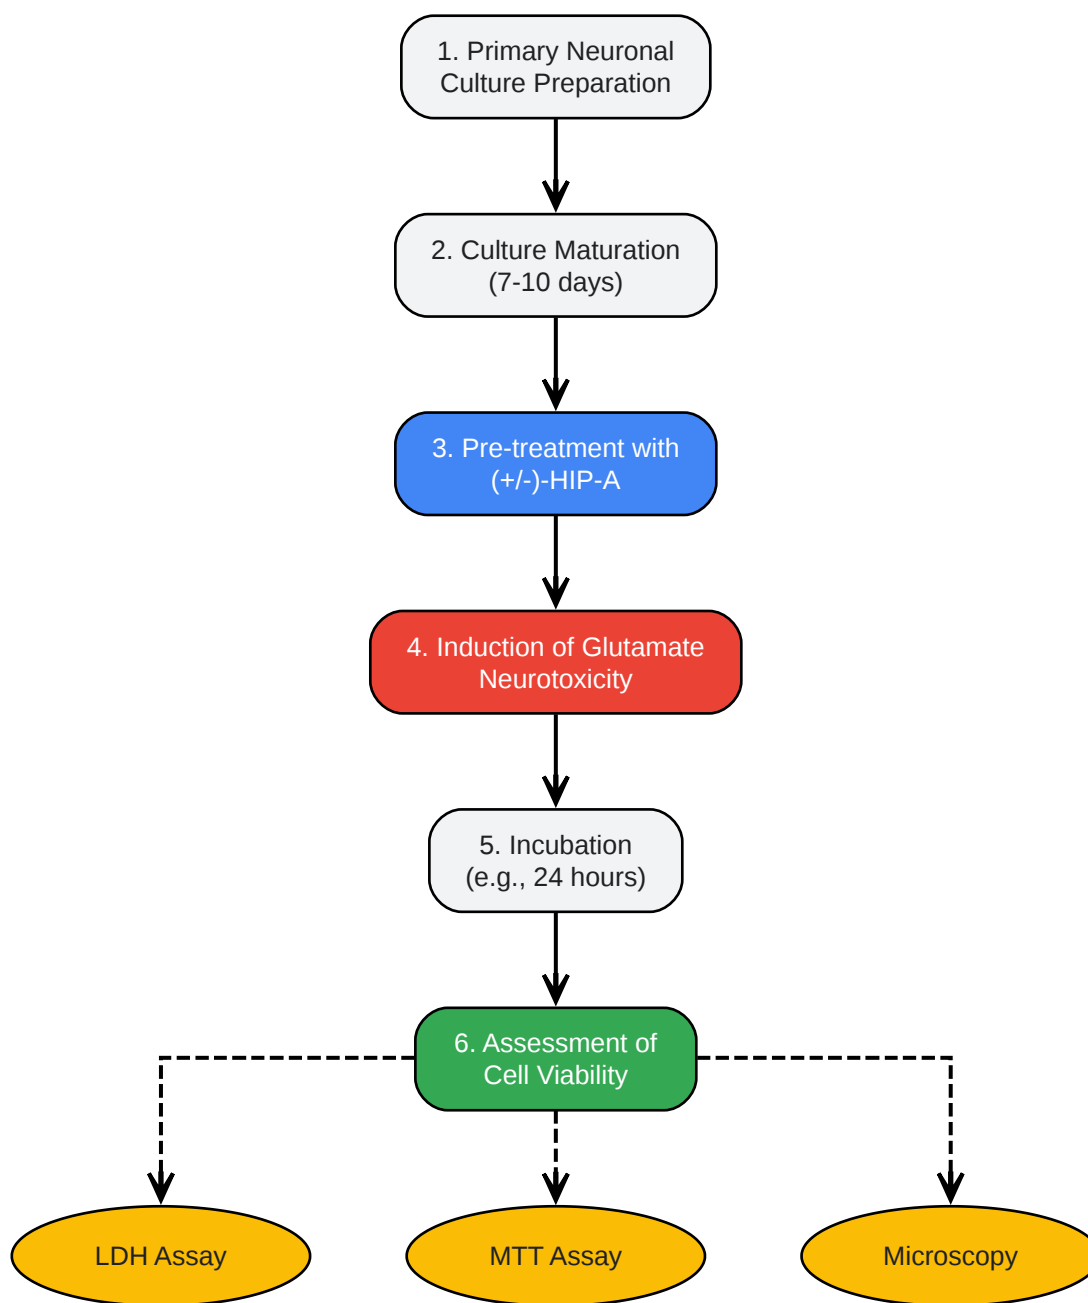 1. Primary Neuronal
Culture Preparation
2. Culture Maturation
(7-10 days)
3. Pre-treatment with
(+/-)-HIP-A
4. Induction of Glutamate
Neurotoxicity
5. Incubation
(e.g., 24 hours)
6. Assessment of
Cell Viability
LDH Assay
MTT Assay
Microscopy